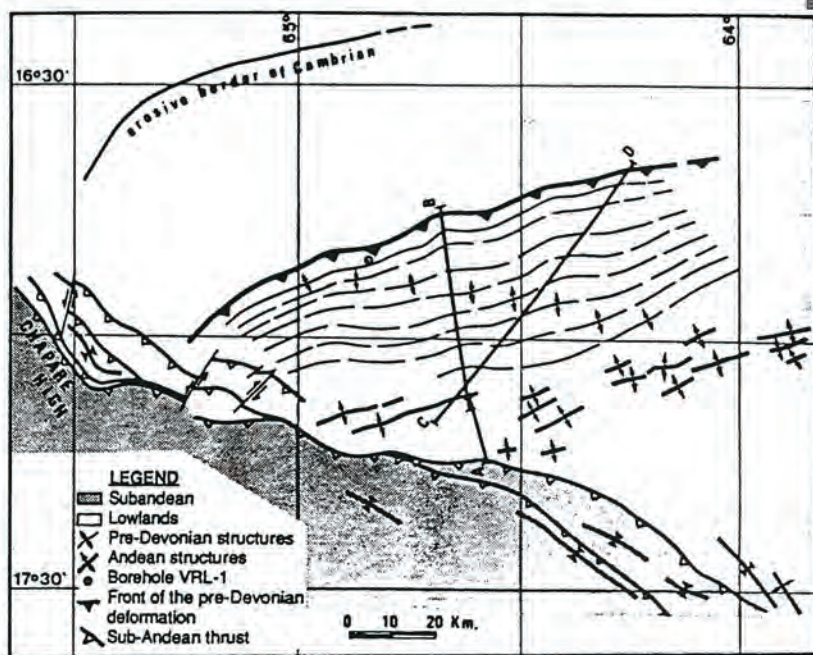 65°
64°
16°30'
erosive border of Cambrian
D
B
CHAPARE HIGH
C
A
LEGEND
Subandean
Lowlands
Pre-Devonian structures
Andean structures
Borehole VRL-1
Front of the pre-Devonian
deformation
Sub-Andean thrust
17°30'
0 10 20 Km.